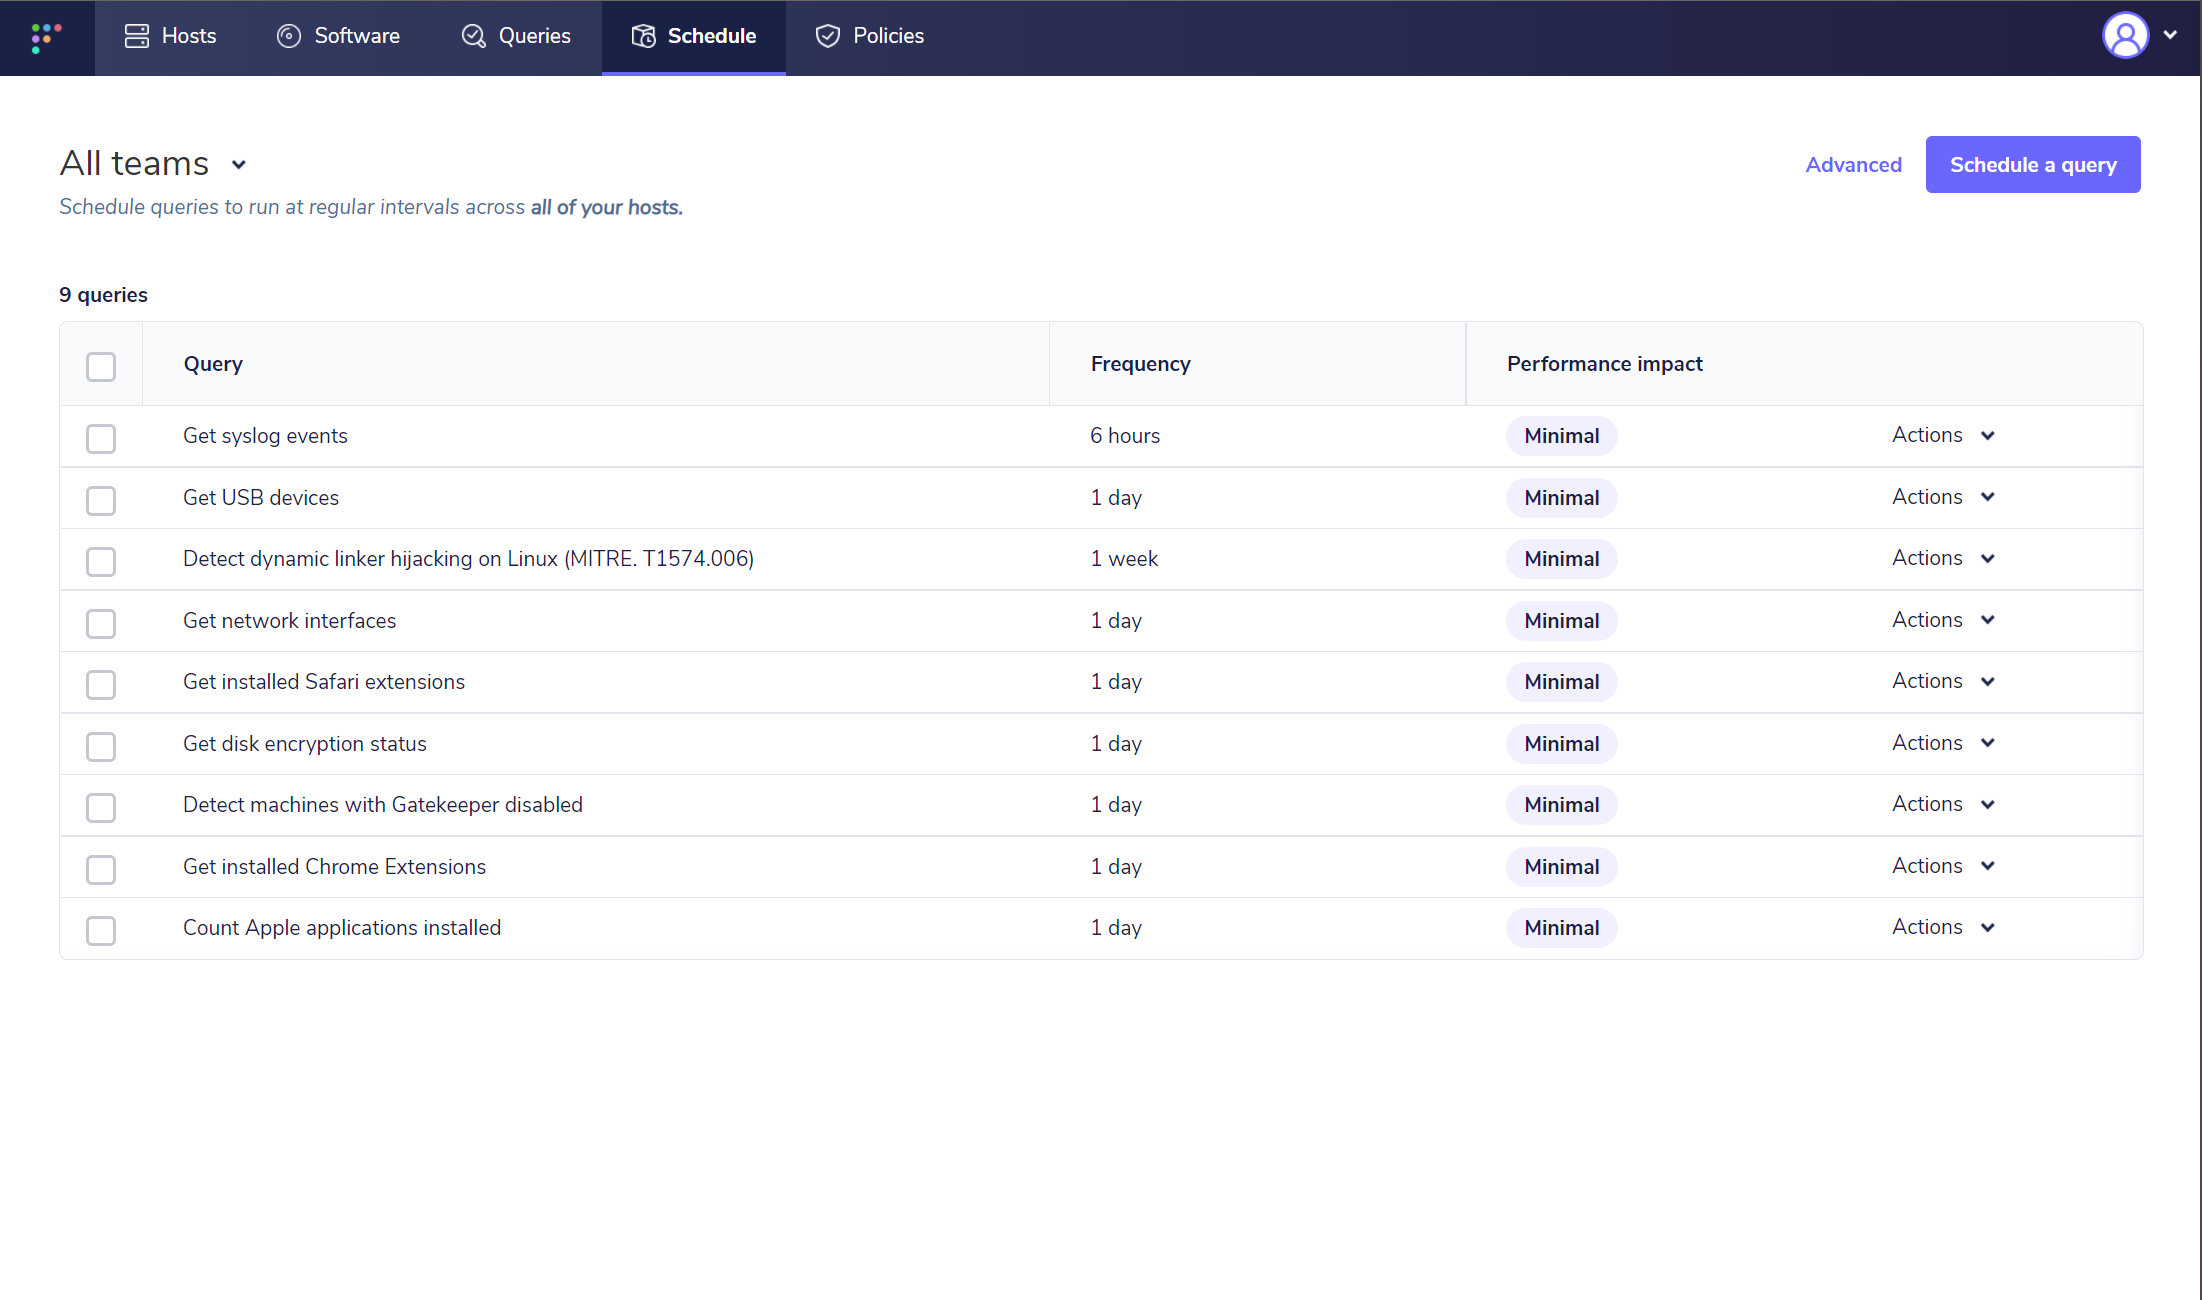 Hosts Software Queries Schedule Policies
All teams Advanced Schedule a query
Schedule queries to run at regular intervals across all of your hosts.
9 queries
Query Frequency Performance impact
Get syslog events 6 hours Minimal Actions
Get USB devices 1 day Minimal Actions
Detect dynamic linker hijacking on Linux (MITRE. T1574.006) 1 week Minimal Actions
Get network interfaces 1 day Minimal Actions
Get installed Safari extensions 1 day Minimal Actions
Get disk encryption status 1 day Minimal Actions
Detect machines with Gatekeeper disabled 1 day Minimal Actions
Get installed Chrome Extensions 1 day Minimal Actions
Count Apple applications installed 1 day Minimal Actions